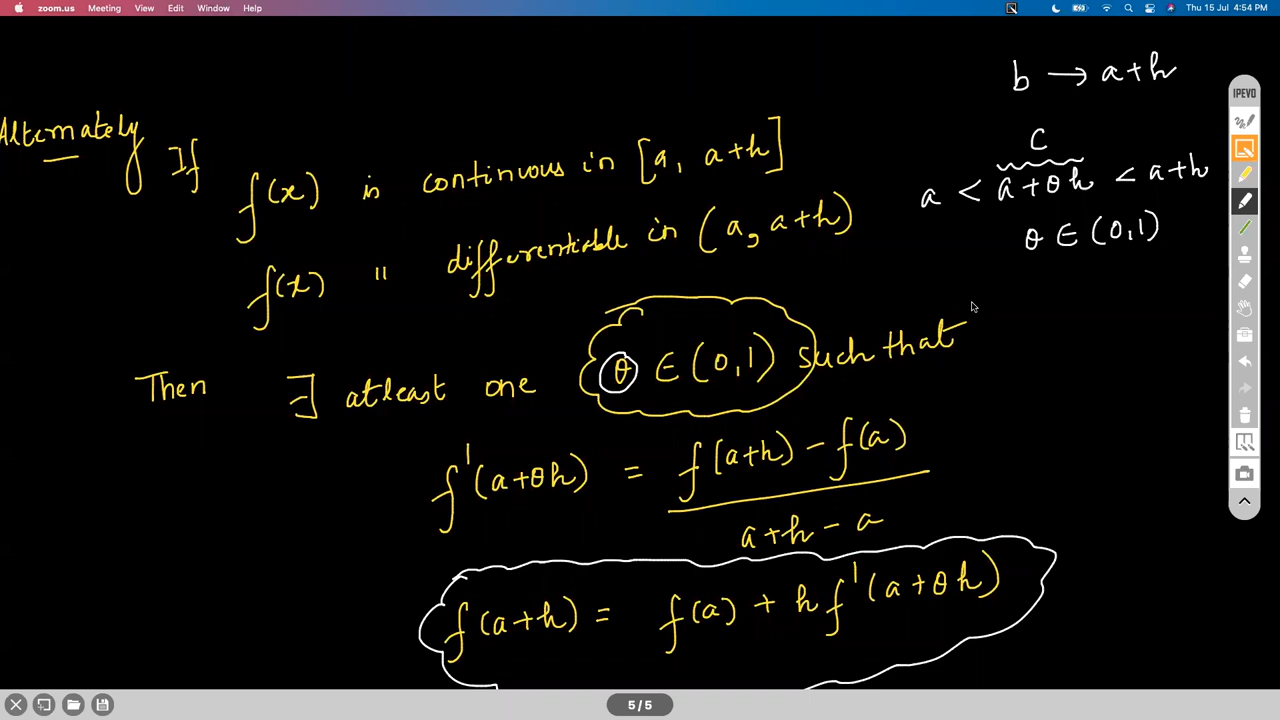 zoom.us Meeting View Edit Window Help Thu 15 Jul 4:54 PM
b → a+h
IPEVO
Alternately If
f(x) is continuous in [a, a+h]
c
a < a+θh < a+h
θ ∈ (0,1)
f(x) " differentiable in (a, a+h)
Then ∃ atleast one θ ∈ (0,1) such that
f'(a+θh) = f(a+h) - f(a)
a+h - a
f(a+h) = f(a) + h f'(a+θh)
5/5